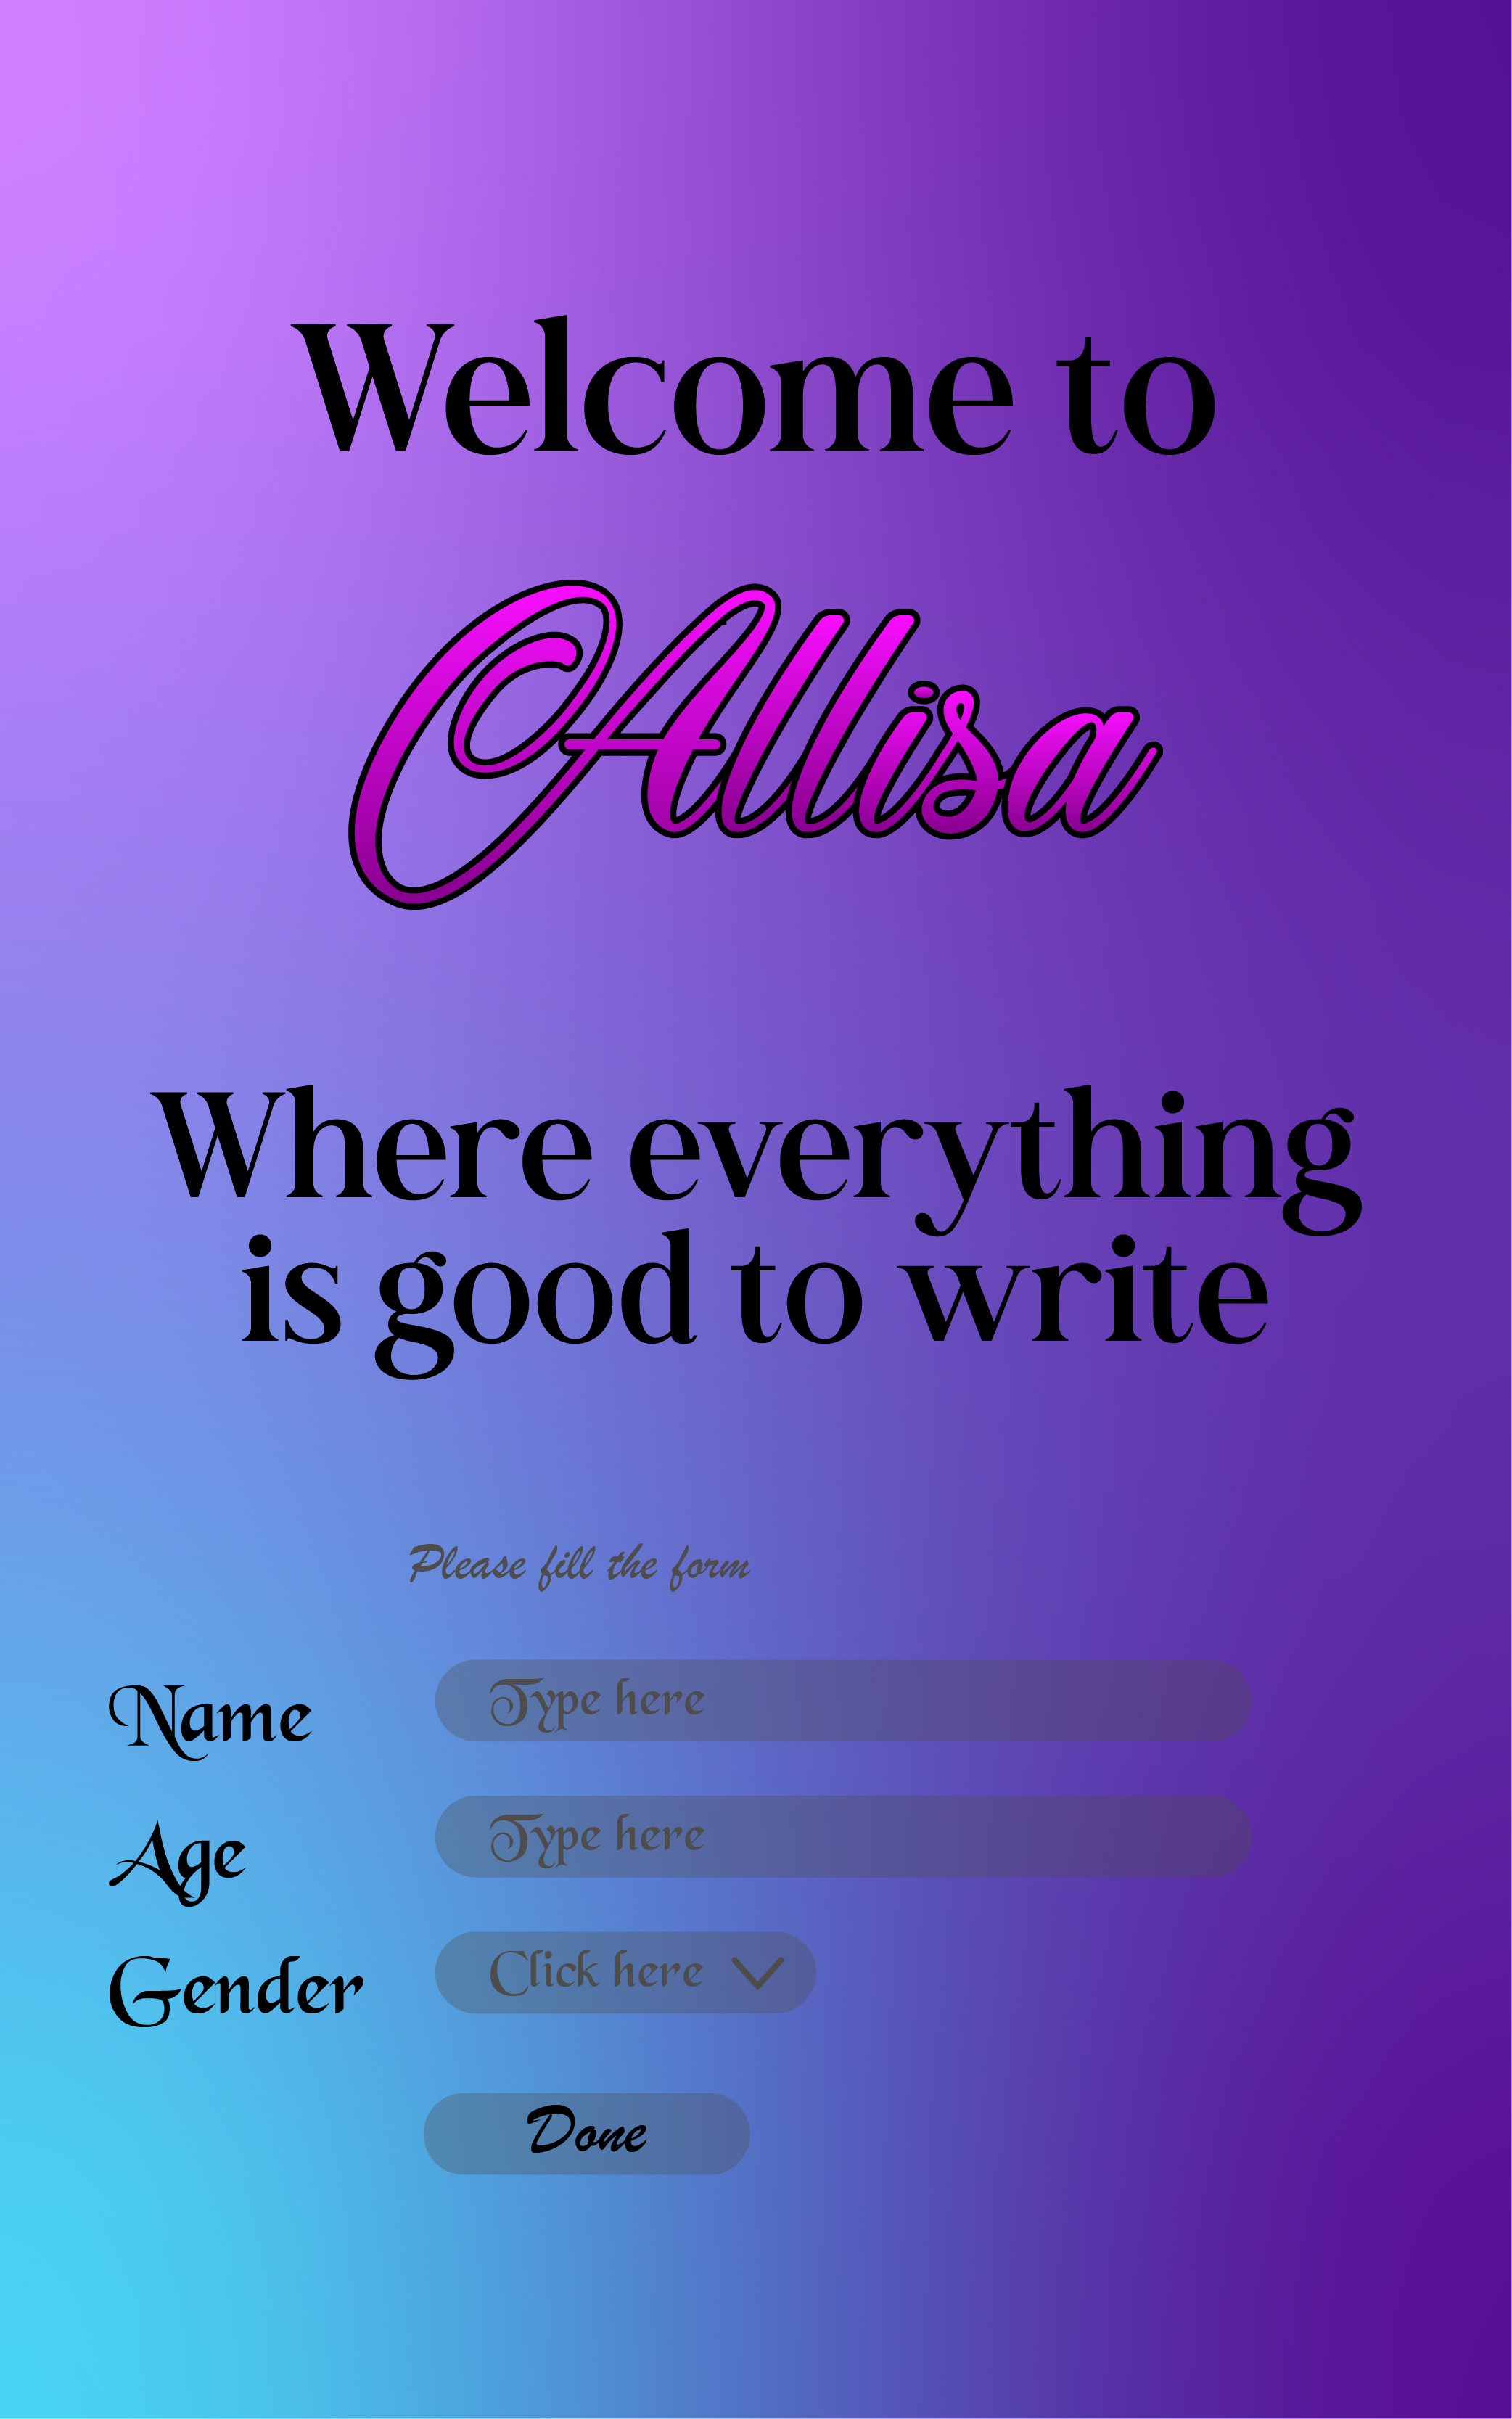 Welcome to
Allisa
Where everything
is good to write
Please fill the form
Name
Type here
Age
Type here
Gender
Click here
Done